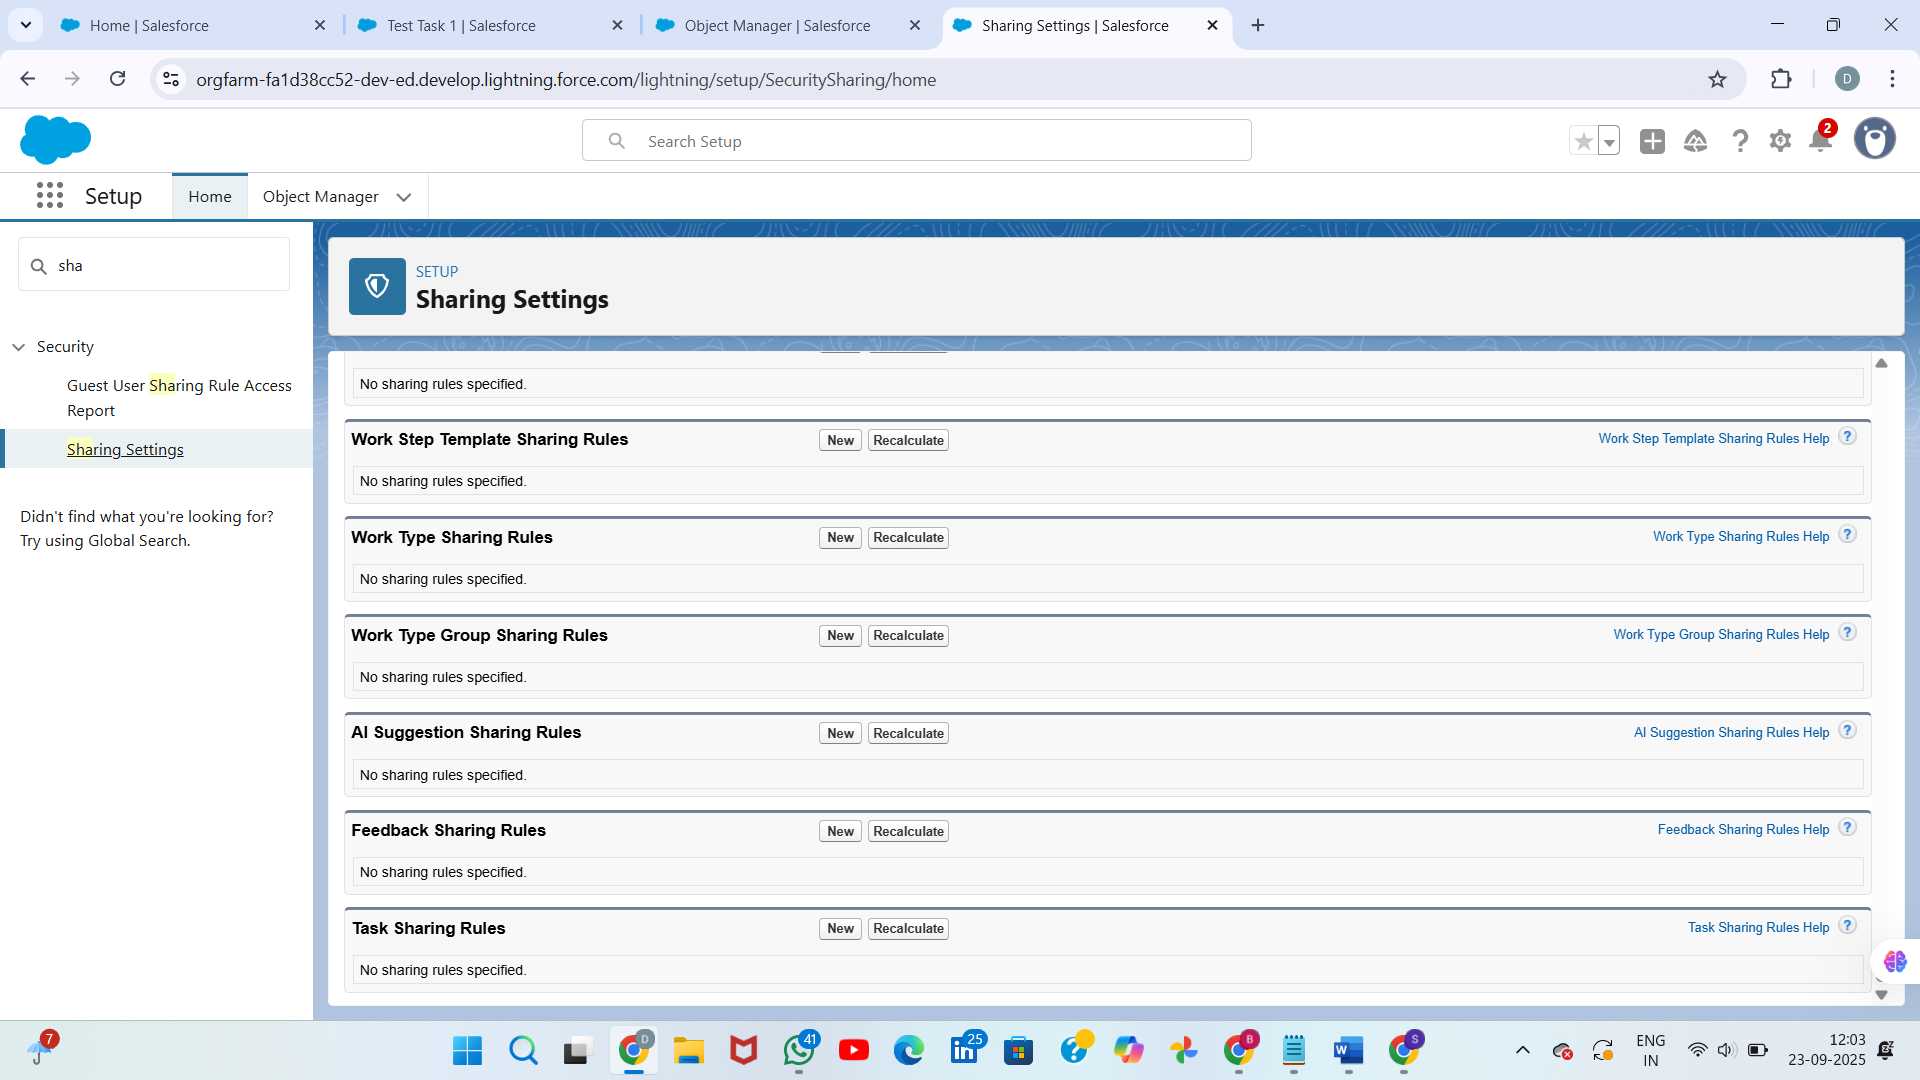 Home | Salesforce
Test Task 1 | Salesforce
Object Manager | Salesforce
Sharing Settings | Salesforce
orgfarm-fa1d38cc52-dev-ed.develop.lightning.force.com/lightning/setup/SecuritySharing/home
D
Search Setup
2
Setup
Home
Object Manager
sha
Security
Guest User Sharing Rule Access
Report
Sharing Settings
Didn't find what you're looking for?
Try using Global Search.
SETUP
Sharing Settings
No sharing rules specified.
Work Step Template Sharing Rules
New
Recalculate
Work Step Template Sharing Rules Help ?
No sharing rules specified.
Work Type Sharing Rules
New
Recalculate
Work Type Sharing Rules Help ?
No sharing rules specified.
Work Type Group Sharing Rules
New
Recalculate
Work Type Group Sharing Rules Help ?
No sharing rules specified.
AI Suggestion Sharing Rules
New
Recalculate
AI Suggestion Sharing Rules Help ?
No sharing rules specified.
Feedback Sharing Rules
New
Recalculate
Feedback Sharing Rules Help ?
No sharing rules specified.
Task Sharing Rules
New
Recalculate
Task Sharing Rules Help ?
No sharing rules specified.
7
D
41
25
B
W
S
ENG
IN
12:03
23-09-2025